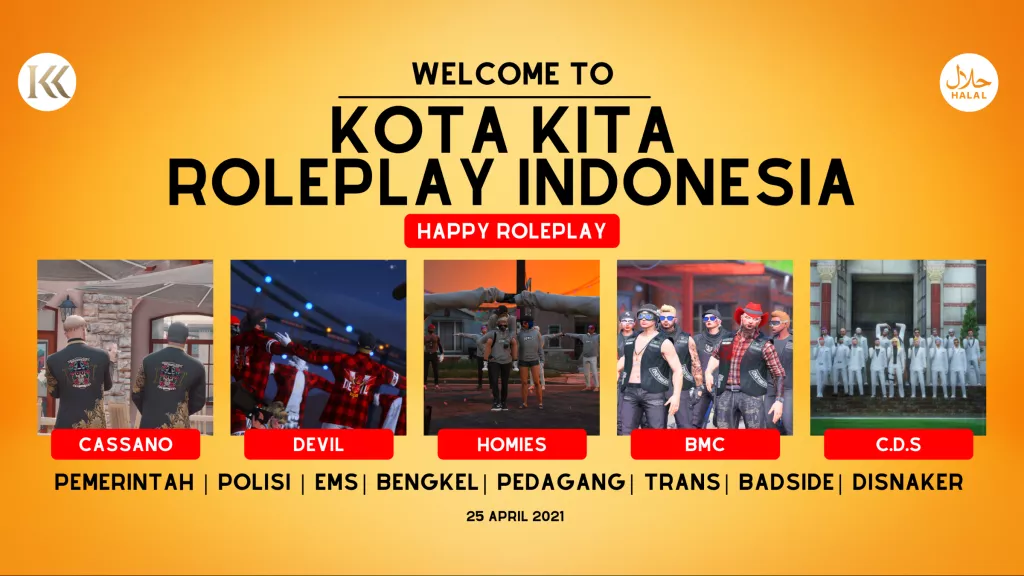 WELCOME TO
KOTA KITA
ROLEPLAY INDONESIA
HAPPY ROLEPLAY
KK
حلال
HALAL
CASSANO
DEVIL
HOMIES
BMC
C.D.S
PEMERINTAH | POLISI | EMS| BENGKEL| PEDAGANG| TRANS| BADSIDE| DISNAKER
25 APRIL 2021